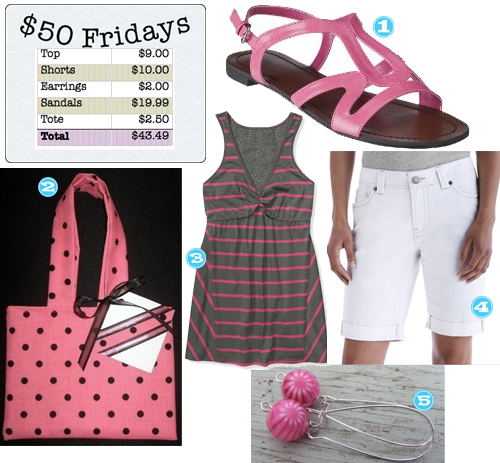 $50 Fridays
Top $9.00
Shorts $10.00
Earrings $2.00
Sandals $19.99
Tote $2.50
Total $43.49
1
2
3
4
5